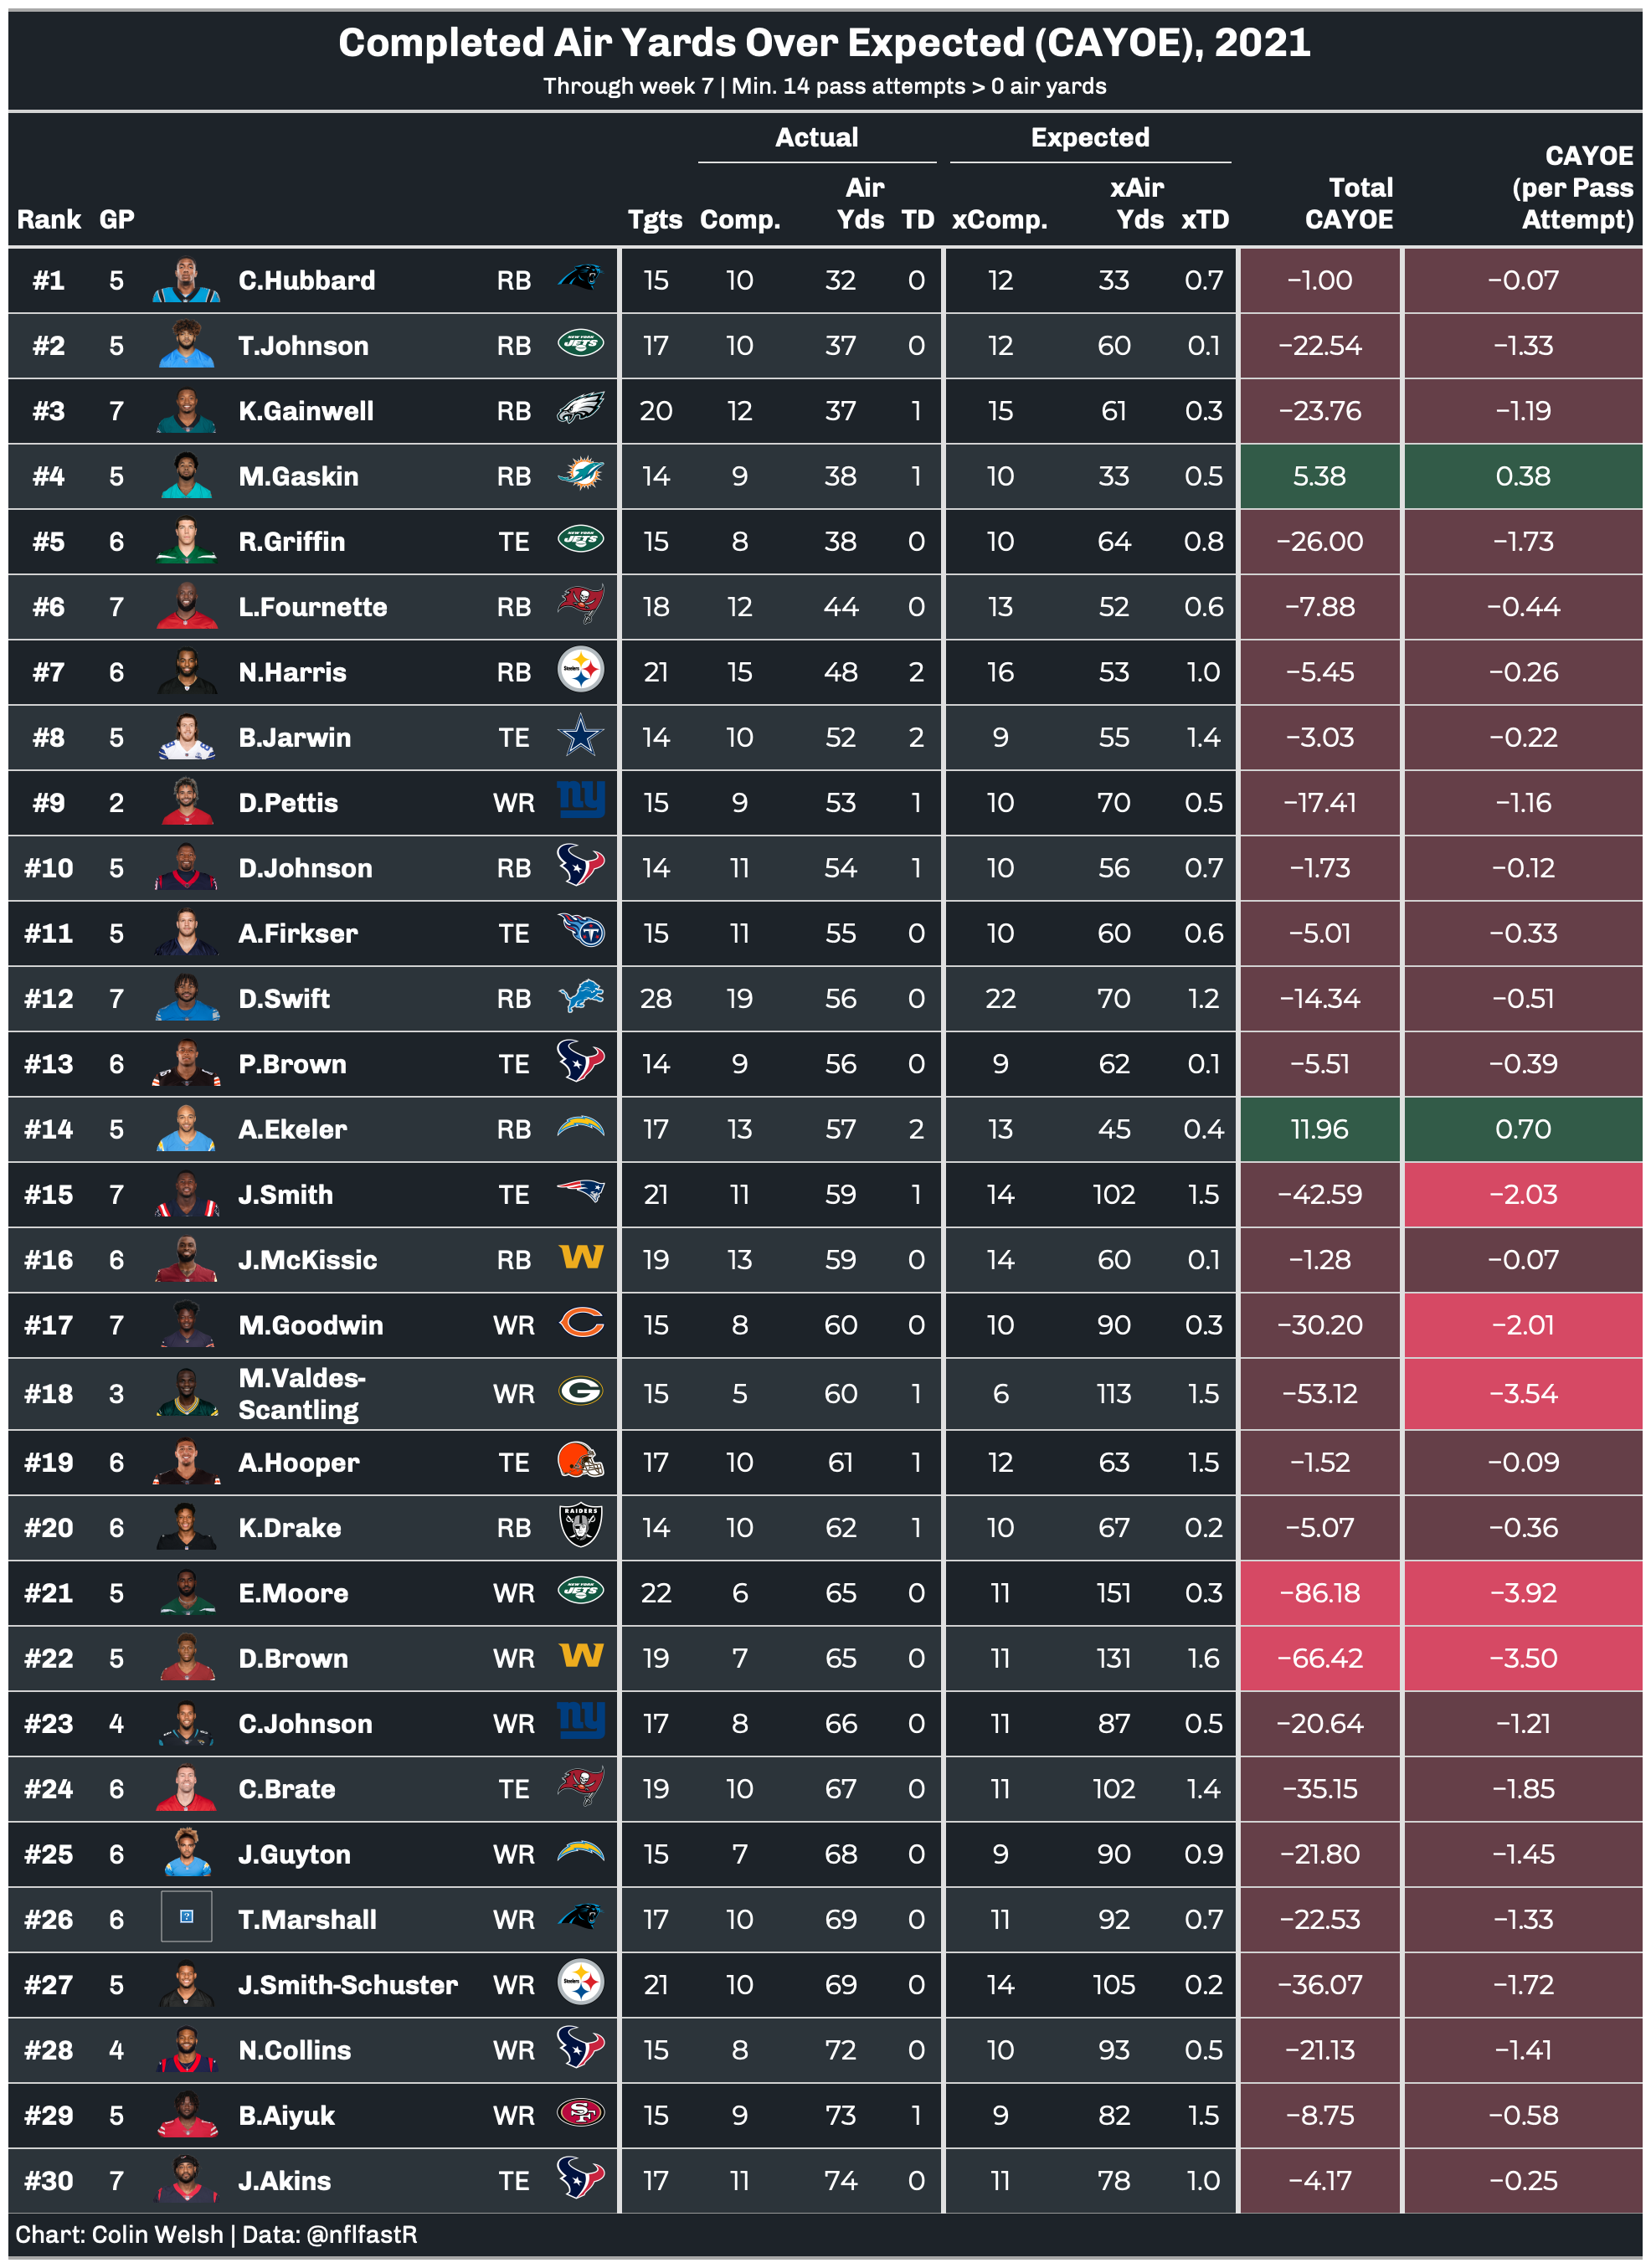 Completed Air Yards Over Expected (CAYOE), 2021
Through week 7 | Min. 14 pass attempts > 0 air yards
Actual Expected
Rank GP Tgts Comp. Air Yds TD xComp. xAir Yds xTD Total CAYOE CAYOE (per Pass Attempt)
#1 5 C.Hubbard RB 15 10 32 0 12 33 0.7 −1.00 −0.07
#2 5 T.Johnson RB 17 10 37 0 12 60 0.1 −22.54 −1.33
#3 7 K.Gainwell RB 20 12 37 1 15 61 0.3 −23.76 −1.19
#4 5 M.Gaskin RB 14 9 38 1 10 33 0.5 5.38 0.38
#5 6 R.Griffin TE 15 8 38 0 10 64 0.8 −26.00 −1.73
#6 7 L.Fournette RB 18 12 44 0 13 52 0.6 −7.88 −0.44
#7 6 N.Harris RB 21 15 48 2 16 53 1.0 −5.45 −0.26
#8 5 B.Jarwin TE 14 10 52 2 9 55 1.4 −3.03 −0.22
#9 2 D.Pettis WR 15 9 53 1 10 70 0.5 −17.41 −1.16
#10 5 D.Johnson RB 14 11 54 1 10 56 0.7 −1.73 −0.12
#11 5 A.Firkser TE 15 11 55 0 10 60 0.6 −5.01 −0.33
#12 7 D.Swift RB 28 19 56 0 22 70 1.2 −14.34 −0.51
#13 6 P.Brown TE 14 9 56 0 9 62 0.1 −5.51 −0.39
#14 5 A.Ekeler RB 17 13 57 2 13 45 0.4 11.96 0.70
#15 7 J.Smith TE 21 11 59 1 14 102 1.5 −42.59 −2.03
#16 6 J.McKissic RB 19 13 59 0 14 60 0.1 −1.28 −0.07
#17 7 M.Goodwin WR 15 8 60 0 10 90 0.3 −30.20 −2.01
#18 3 M.Valdes-Scantling WR 15 5 60 1 6 113 1.5 −53.12 −3.54
#19 6 A.Hooper TE 17 10 61 1 12 63 1.5 −1.52 −0.09
#20 6 K.Drake RB 14 10 62 1 10 67 0.2 −5.07 −0.36
#21 5 E.Moore WR 22 6 65 0 11 151 0.3 −86.18 −3.92
#22 5 D.Brown WR 19 7 65 0 11 131 1.6 −66.42 −3.50
#23 4 C.Johnson WR 17 8 66 0 11 87 0.5 −20.64 −1.21
#24 6 C.Brate TE 19 10 67 0 11 102 1.4 −35.15 −1.85
#25 6 J.Guyton WR 15 7 68 0 9 90 0.9 −21.80 −1.45
#26 6 T.Marshall WR 17 10 69 0 11 92 0.7 −22.53 −1.33
#27 5 J.Smith-Schuster WR 21 10 69 0 14 105 0.2 −36.07 −1.72
#28 4 N.Collins WR 15 8 72 0 10 93 0.5 −21.13 −1.41
#29 5 B.Aiyuk WR 15 9 73 1 9 82 1.5 −8.75 −0.58
#30 7 J.Akins TE 17 11 74 0 11 78 1.0 −4.17 −0.25
Chart: Colin Welsh | Data: @nflfastR